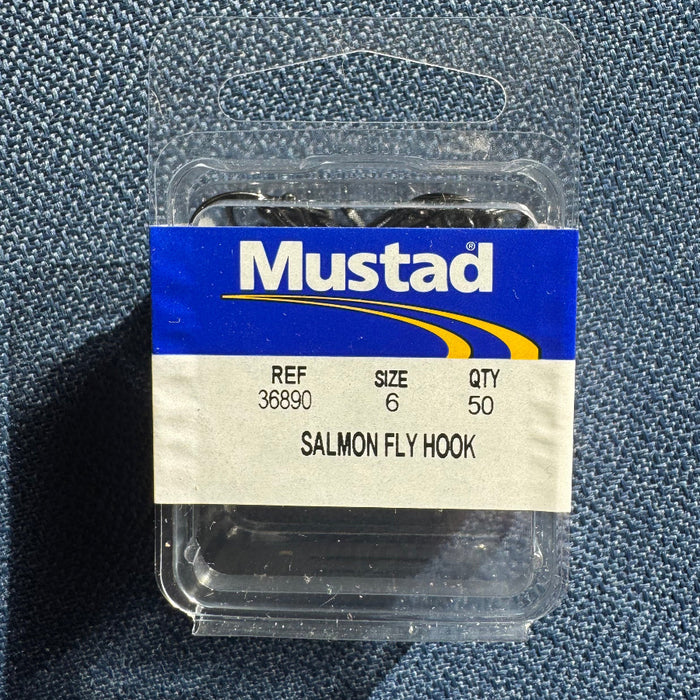 Mustad®
REF SIZE QTY
36890 6 50
SALMON FLY HOOK